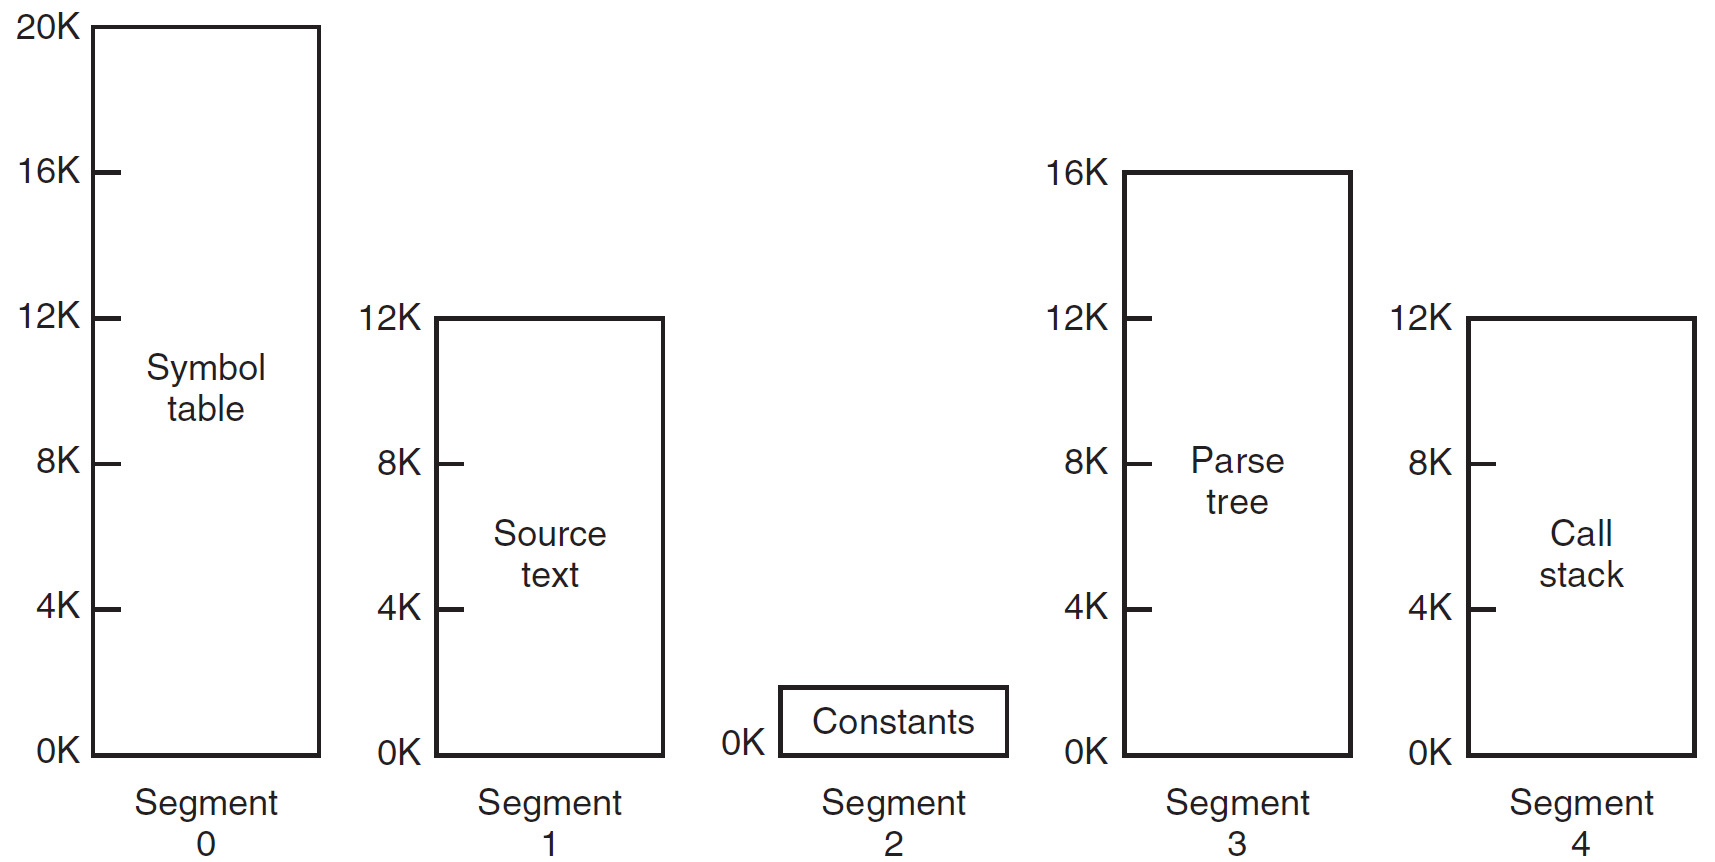 20K
16K
12K
8K
4K
0K
Symbol
table
Segment
0
12K
8K
4K
0K
Source
text
Segment
1
0K
Constants
Segment
2
16K
12K
8K
4K
0K
Parse
tree
Segment
3
12K
8K
4K
0K
Call
stack
Segment
4